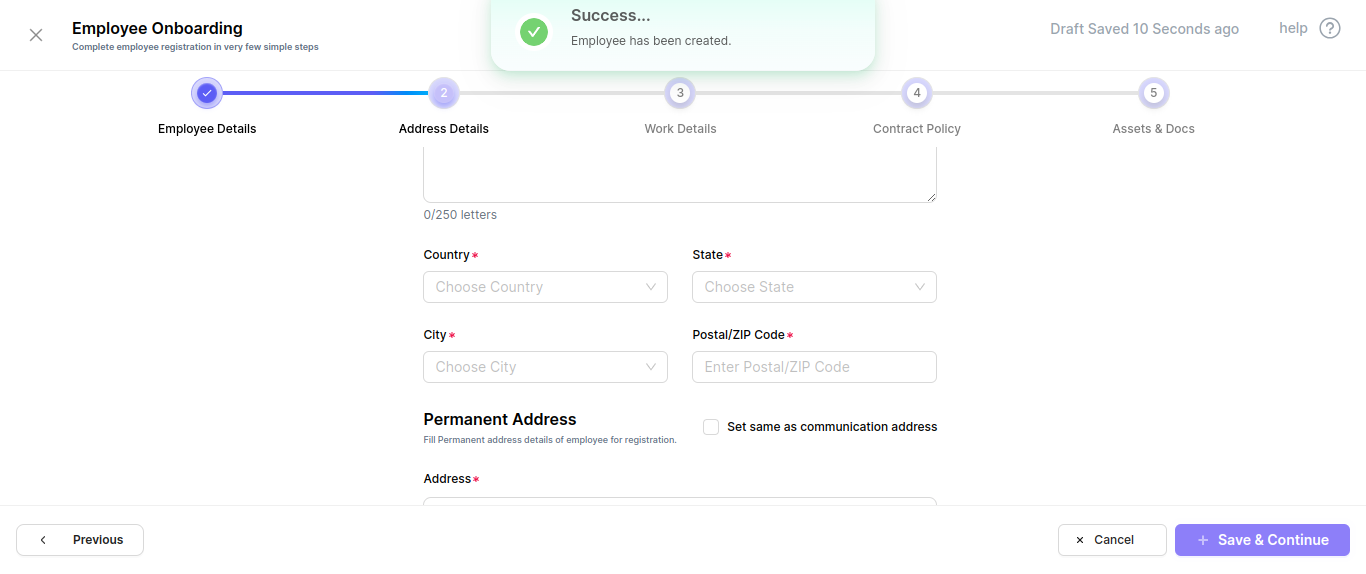 Employee Onboarding
Complete employee registration in very few simple steps
Success...
Employee has been created.
Draft Saved 10 Seconds ago
help ?
2
3
4
5
Employee Details
Address Details
Work Details
Contract Policy
Assets & Docs
0/250 letters
Country*
State*
Choose Country
Choose State
City*
Postal/ZIP Code*
Choose City
Enter Postal/ZIP Code
Permanent Address
Set same as communication address
Fill Permanent address details of employee for registration.
Address*
Previous
Cancel
Save & Continue